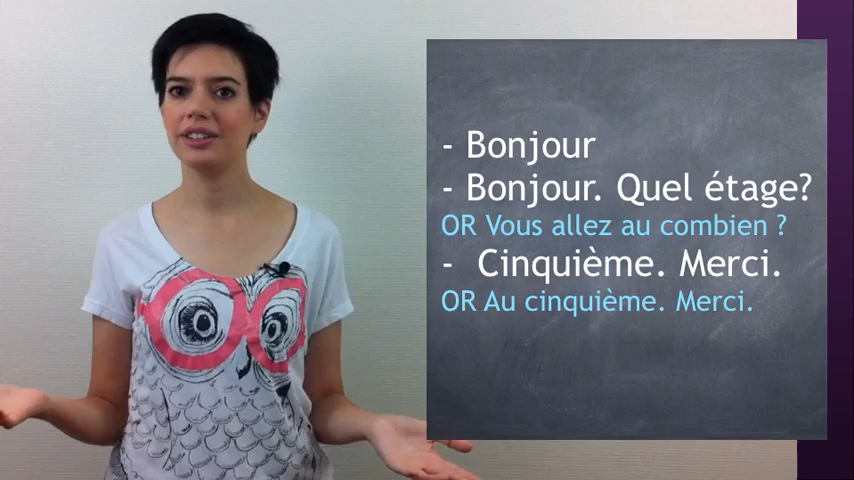 - Bonjour
- Bonjour. Quel étage?
OR Vous allez au combien ?
- Cinquième. Merci.
OR Au cinquième. Merci.